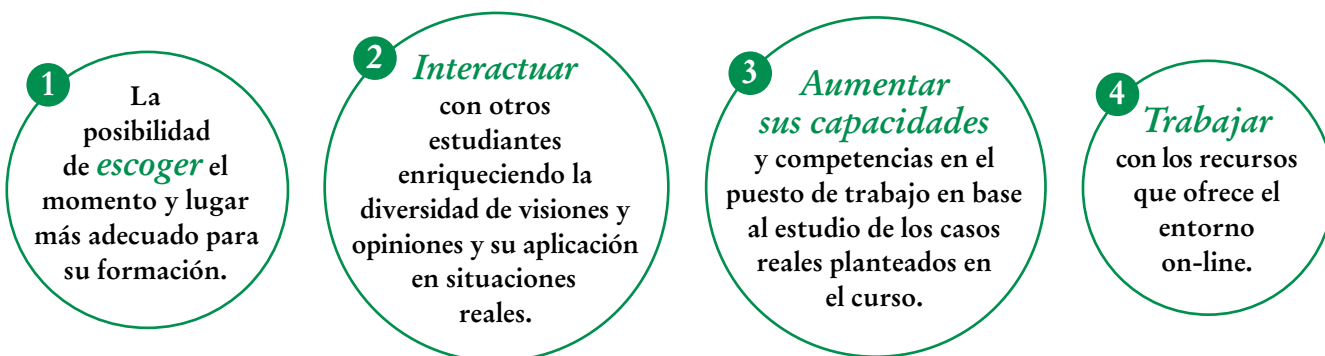 1
La
posibilidad
de escoger el
momento y lugar
más adecuado para
su formación.
2
Interactuar
con otros
estudiantes
enriqueciendo la
diversidad de visiones y
opiniones y su aplicación
en situaciones
reales.
3
Aumentar
sus capacidades
y competencias en el
puesto de trabajo en base
al estudio de los casos
reales planteados en
el curso.
4
Trabajar
con los recursos
que ofrece el
entorno
on-line.